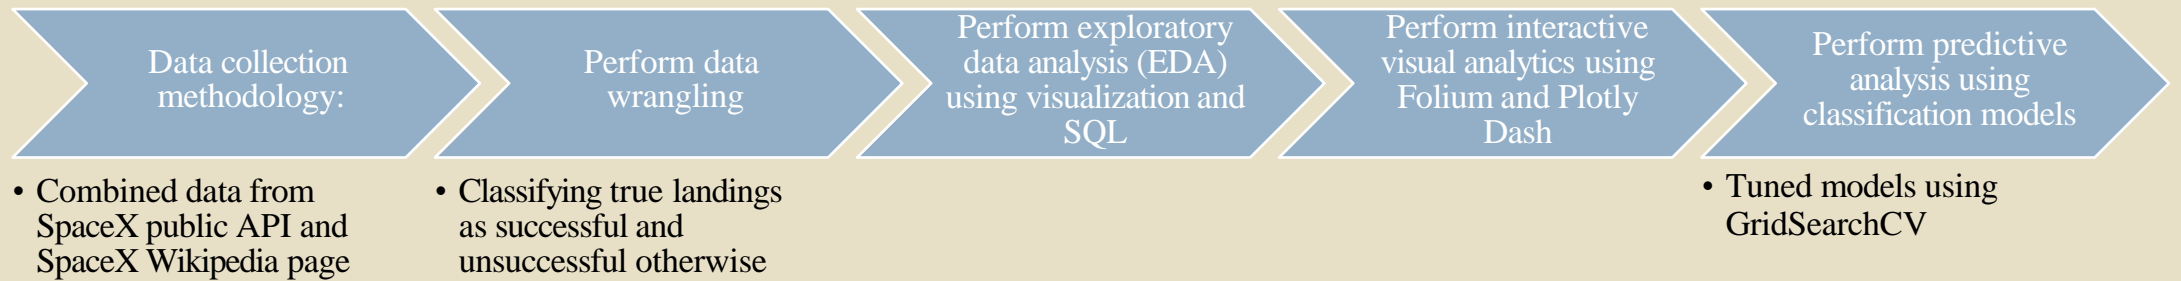 Data collection
methodology:
Perform data
wrangling
Perform exploratory
data analysis (EDA)
using visualization and
SQL
Perform interactive
visual analytics using
Folium and Plotly
Dash
Perform predictive
analysis using
classification models
• Combined data from
SpaceX public API and
SpaceX Wikipedia page
• Classifying true landings
as successful and
unsuccessful otherwise
• Tuned models using
GridSearchCV